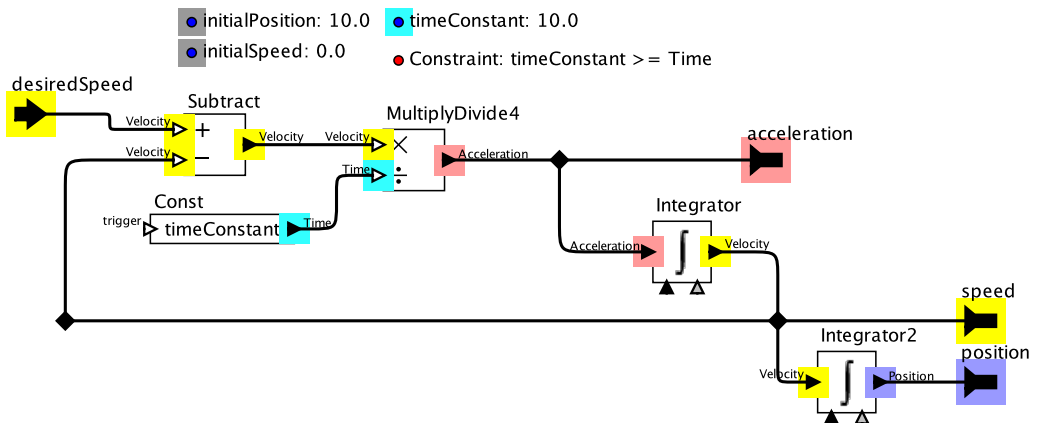 initialPosition: 10.0
timeConstant: 10.0
initialSpeed: 0.0
Constraint: timeConstant >= Time
desiredSpeed
Subtract
MultiplyDivide4
Velocity
+
Velocity
Velocity
×
Acceleration
acceleration
Velocity
−
Time
÷
Const
trigger
timeConstant
Time
Integrator
Acceleration
∫
Velocity
speed
Integrator2
position
Velocity
∫
Position